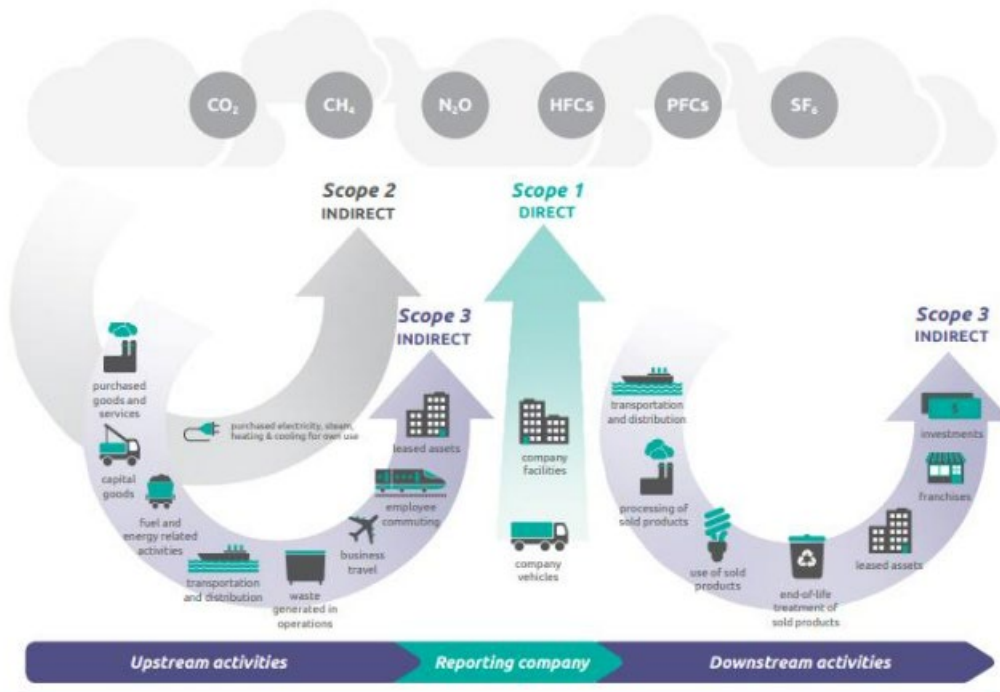 CO₂
CH₄
N₂O
HFCs
PFCs
SF₆
Scope 2
INDIRECT
Scope 1
DIRECT
Scope 3
INDIRECT
Scope 3
INDIRECT
purchased
goods and
services
capital
goods
fuel and
energy related
activities
transportation
and distribution
waste
generated in
operations
business
travel
employee
commuting
leased assets
purchased electricity, steam,
heating & cooling for own use
company
facilities
company
vehicles
transportation
and distribution
processing of
sold products
use of sold
products
end-of-life
treatment of
sold products
leased assets
franchises
investments
$
Upstream activities
Reporting company
Downstream activities